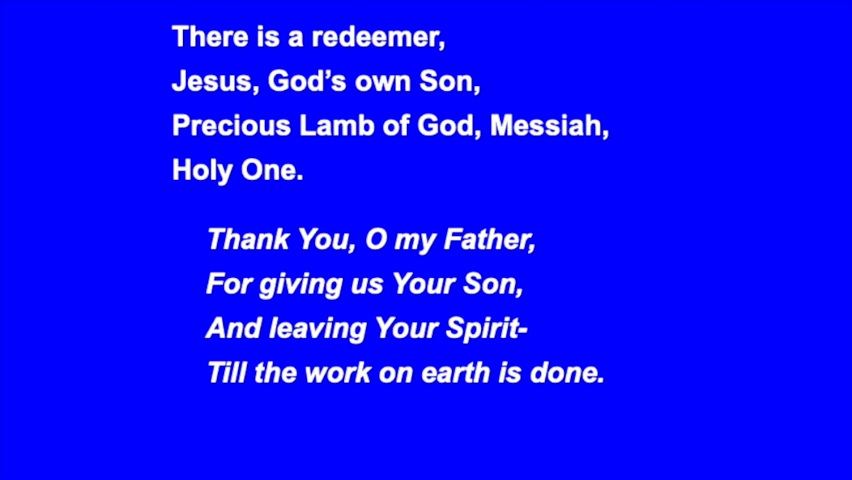 There is a redeemer,
Jesus, God’s own Son,
Precious Lamb of God, Messiah,
Holy One.
Thank You, O my Father,
For giving us Your Son,
And leaving Your Spirit-
Till the work on earth is done.